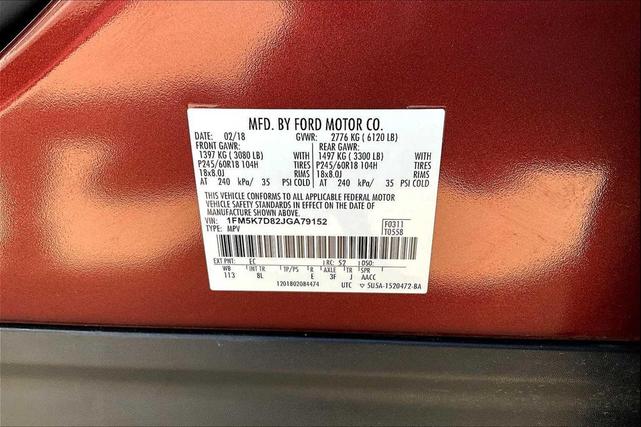 MFD. BY FORD MOTOR CO.
DATE: 02/18 GVWR: 2776 KG ( 6120 LB)
FRONT GAWR: REAR GAWR:
1397 KG ( 3080 LB) WITH 1497 KG ( 3300 LB) WITH
P245/60R18 104H TIRES P245/60R18 104H TIRES
18x8.0J RIMS 18x8.0J RIMS
AT 240 kPa/ 35 PSI COLD AT 240 kPa/ 35 PSI COLD
THIS VEHICLE CONFORMS TO ALL APPLICABLE FEDERAL MOTOR
VEHICLE SAFETY STANDARDS IN EFFECT ON THE DATE OF
MANUFACTURE SHOWN ABOVE.
VIN: 1FM5K7D82JGA79152 F0311
TYPE: MPV T0558
EXT PNT: EC RC: 52 DSO:
WB INT TR TP/PS R AXLE TR SPR
113 8L E 3F J AACC
1201802084474 UTC 5U5A-1520472-BA